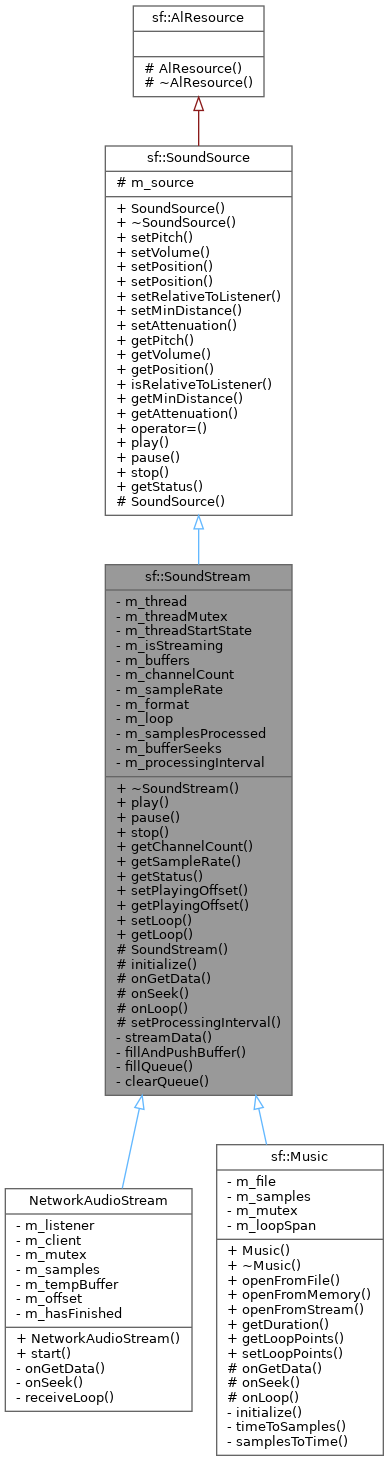 sf::AlResource
# AlResource()
# ~AlResource()
sf::SoundSource
# m_source
+ SoundSource()
+ ~SoundSource()
+ setPitch()
+ setVolume()
+ setPosition()
+ setPosition()
+ setRelativeToListener()
+ setMinDistance()
+ setAttenuation()
+ getPitch()
+ getVolume()
+ getPosition()
+ isRelativeToListener()
+ getMinDistance()
+ getAttenuation()
+ operator=()
+ play()
+ pause()
+ stop()
+ getStatus()
# SoundSource()
sf::SoundStream
- m_thread
- m_threadMutex
- m_threadStartState
- m_isStreaming
- m_buffers
- m_channelCount
- m_sampleRate
- m_format
- m_loop
- m_samplesProcessed
- m_bufferSeeks
- m_processingInterval
+ ~SoundStream()
+ play()
+ pause()
+ stop()
+ getChannelCount()
+ getSampleRate()
+ getStatus()
+ setPlayingOffset()
+ getPlayingOffset()
+ setLoop()
+ getLoop()
# SoundStream()
# initialize()
# onGetData()
# onSeek()
# onLoop()
# setProcessingInterval()
- streamData()
- fillAndPushBuffer()
- fillQueue()
- clearQueue()
NetworkAudioStream
- m_listener
- m_client
- m_mutex
- m_samples
- m_tempBuffer
- m_offset
- m_hasFinished
+ NetworkAudioStream()
+ start()
- onGetData()
- onSeek()
- receiveLoop()
sf::Music
- m_file
- m_samples
- m_mutex
- m_loopSpan
+ Music()
+ ~Music()
+ openFromFile()
+ openFromMemory()
+ openFromStream()
+ getDuration()
+ getLoopPoints()
+ setLoopPoints()
# onGetData()
# onSeek()
# onLoop()
- initialize()
- timeToSamples()
- samplesToTime()